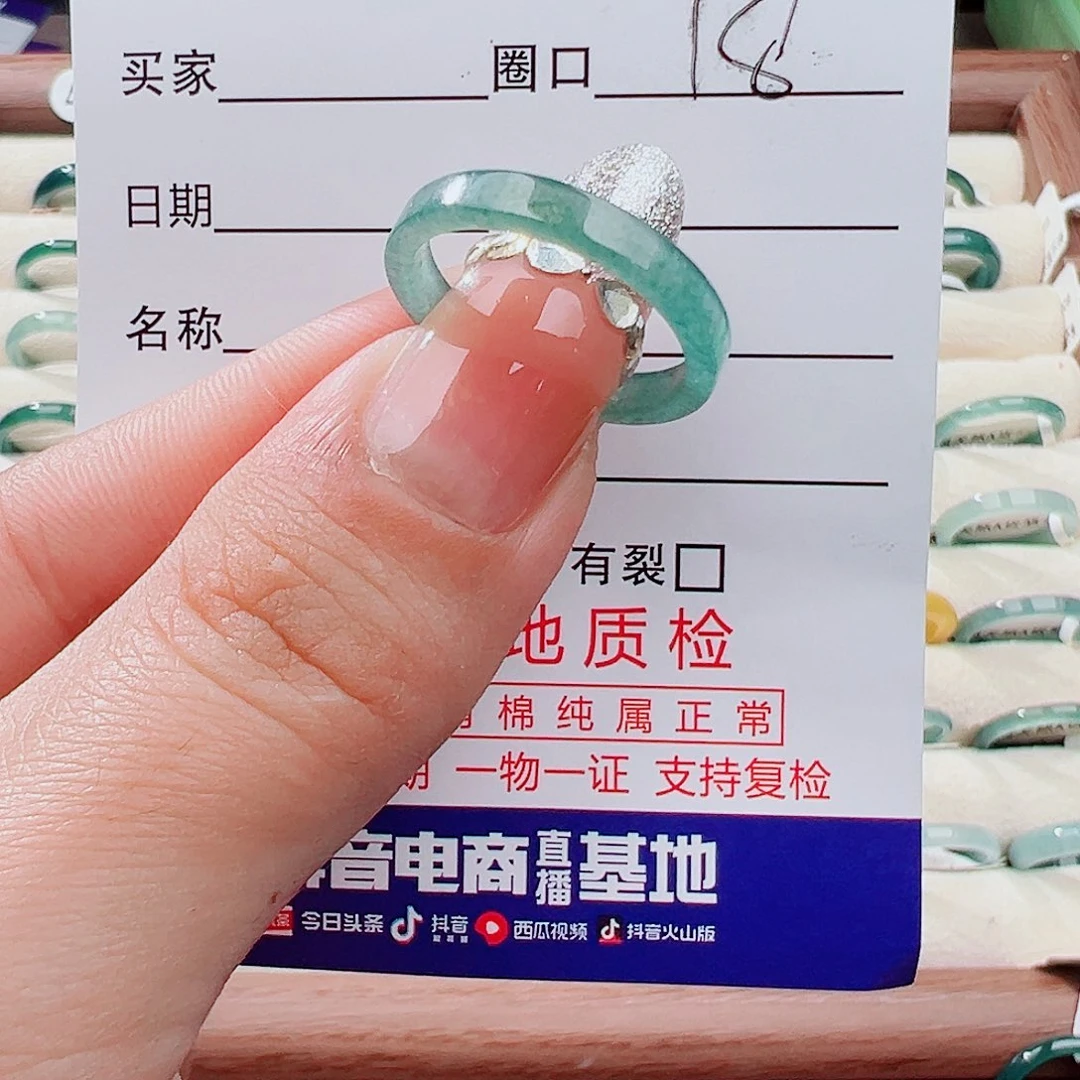 买家 圈口 18
日期
名称
有裂
地质检
棉纯属正常
一物一证 支持复检
音电商直播基地
今日头条 抖音 西瓜视频 抖音火山版